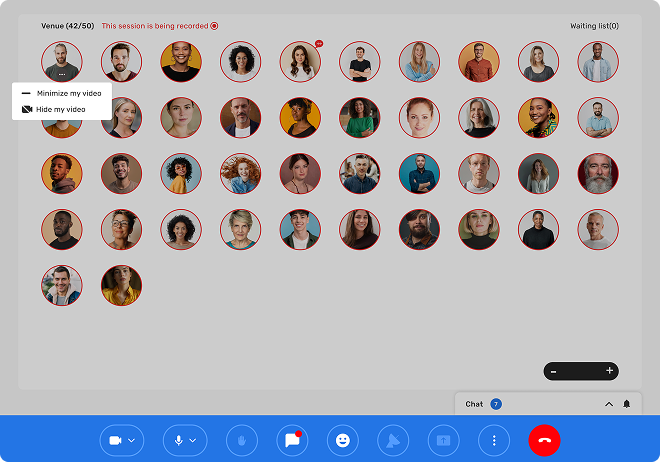 Venue (42/50) This session is being recorded
Waiting list(0)
Minimize my video
Hide my video
Chat 7